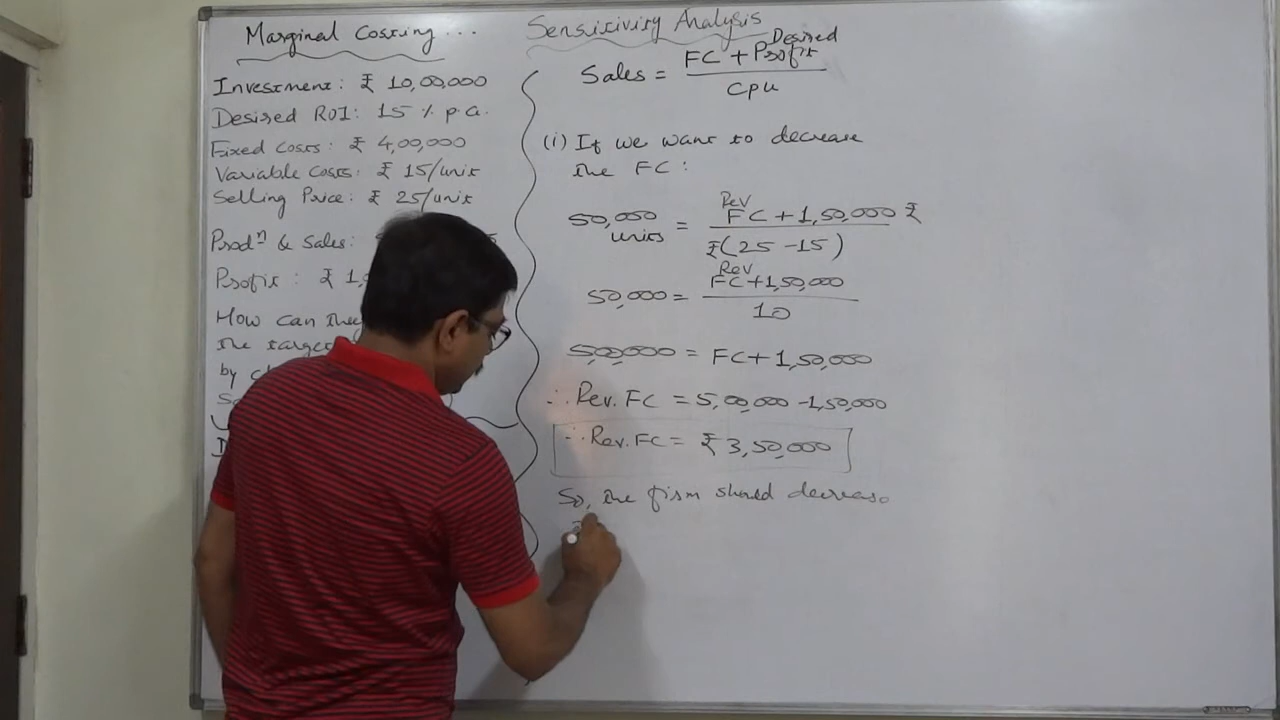 Marginal Costing...
Investment: ₹ 10,00,000
Desired ROI: 15 % p.a.
Fixed Costs: ₹ 4,00,000
Variable Costs: ₹ 15/unit
Selling Price: ₹ 25/unit
Prodⁿ & Sales:
Profit: ₹ 1,
How can they
the target
by
Sensitivity Analysis
Sales = FC + Desired Profit
cpu
(i) If we want to decrease
the FC:
50,000 units = Rev FC + 1,50,000 ₹
₹(25 - 15)
50,000 = Rev FC + 1,50,000
10
5,00,000 = FC + 1,50,000
∴ Rev. FC = 5,00,000 - 1,50,000
∴ Rev. FC = ₹ 3,50,000
So, the firm should decrease